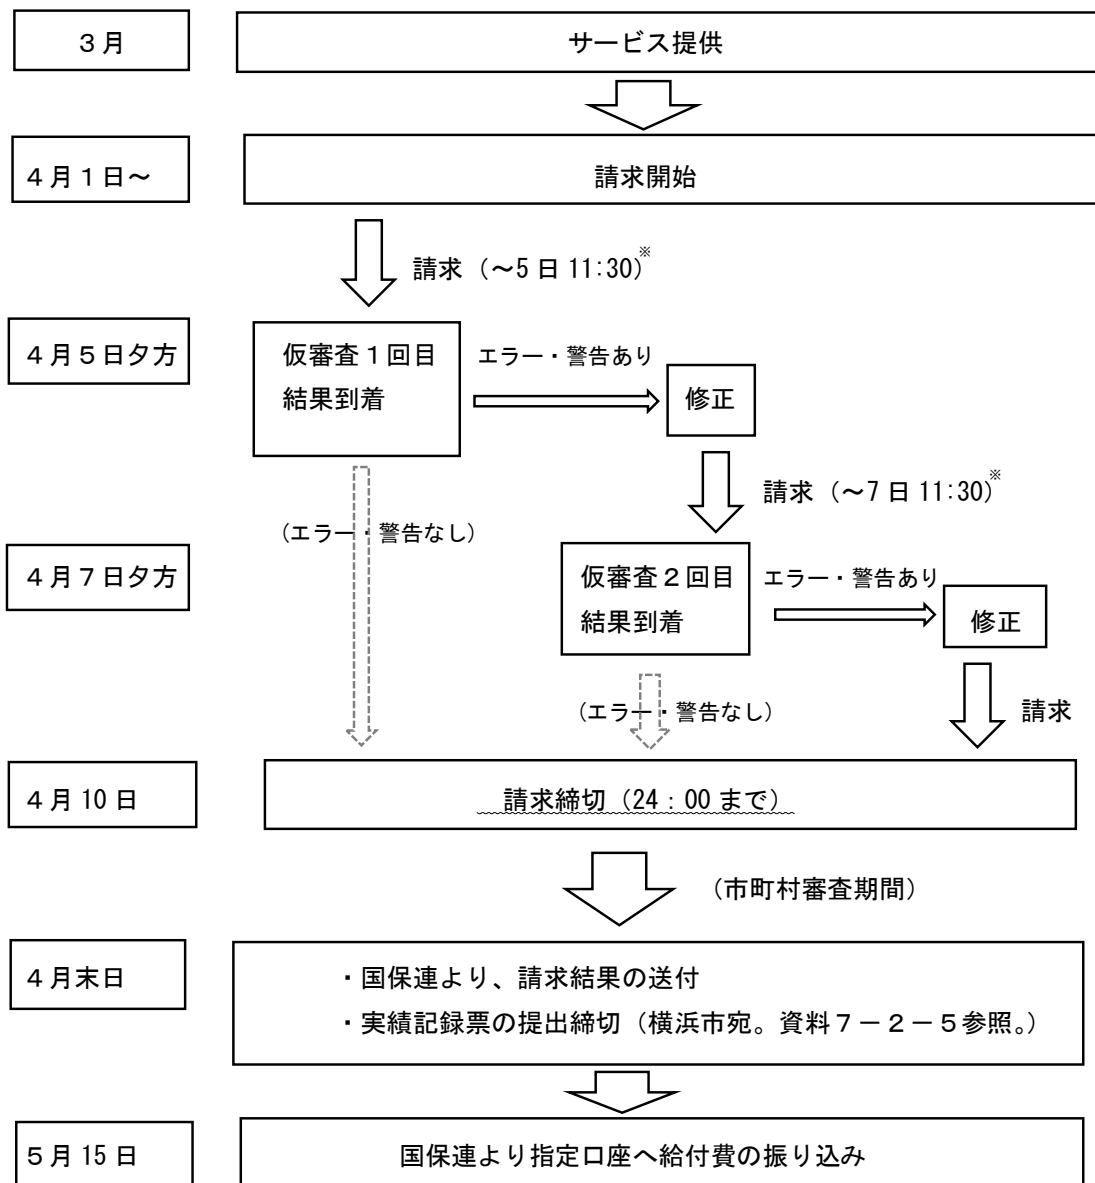 3月
サービス提供
4月1日～
請求開始
請求（～5日 11:30）※
4月5日夕方
仮審査1回目
結果到着
エラー・警告あり
修正
請求（～7日 11:30）※
（エラー・警告なし）
4月7日夕方
仮審査2回目
結果到着
エラー・警告あり
修正
（エラー・警告なし）
請求
4月10日
請求締切（24：00まで）
（市町村審査期間）
4月末日
・国保連より、請求結果の送付
・実績記録票の提出締切（横浜市宛。資料7－2－5参照。）
5月15日
国保連より指定口座へ給付費の振り込み